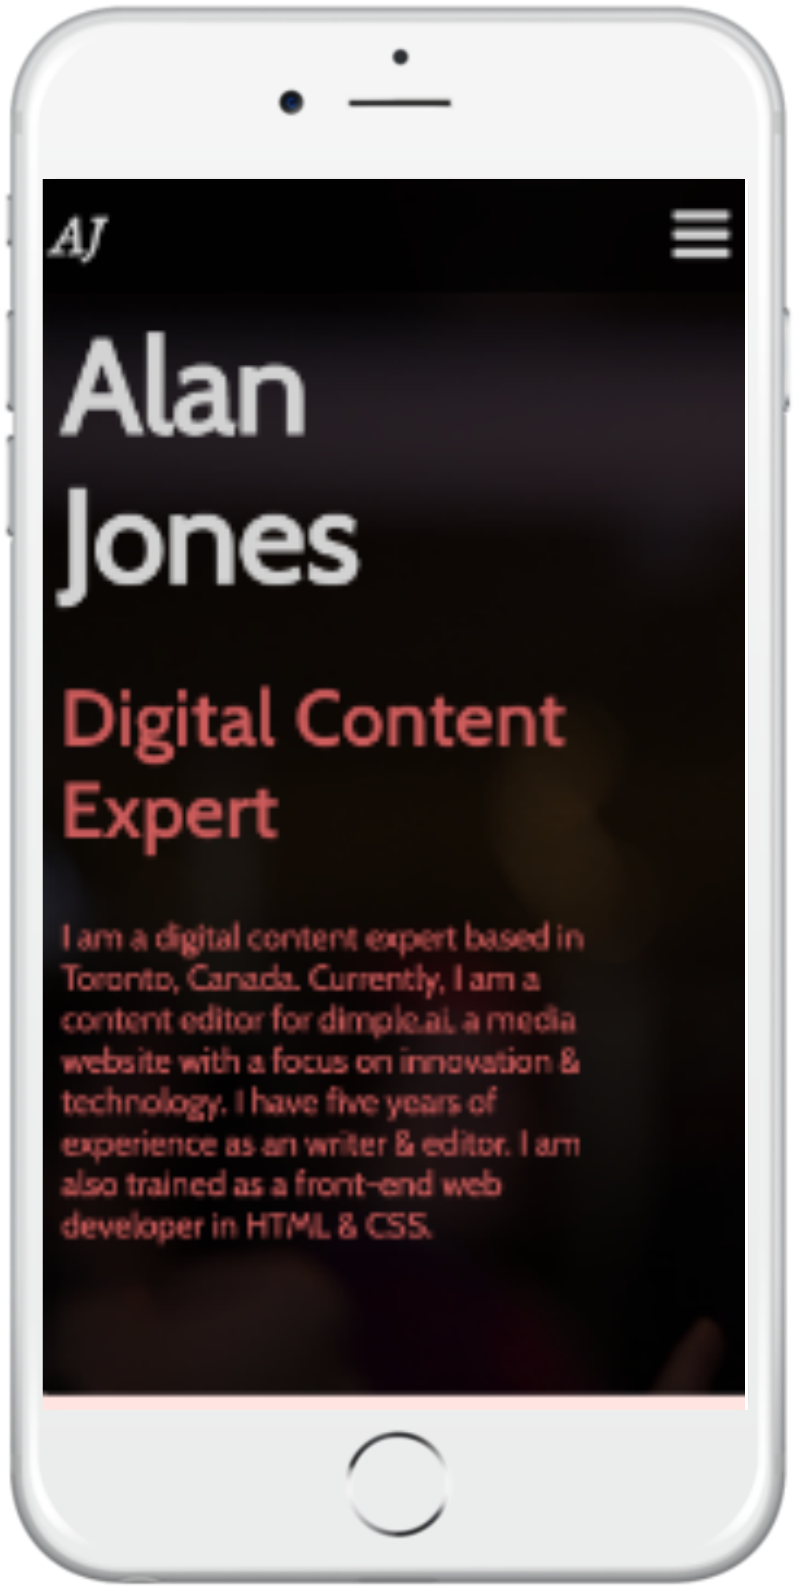 AJ
Alan
Jones
Digital Content
Expert
I am a digital content expert based in
Toronto, Canada. Currently, I am a
content editor for dimple.ai, a media
website with a focus on innovation &
technology. I have five years of
experience as an writer & editor. I am
also trained as a front-end web
developer in HTML & CSS.